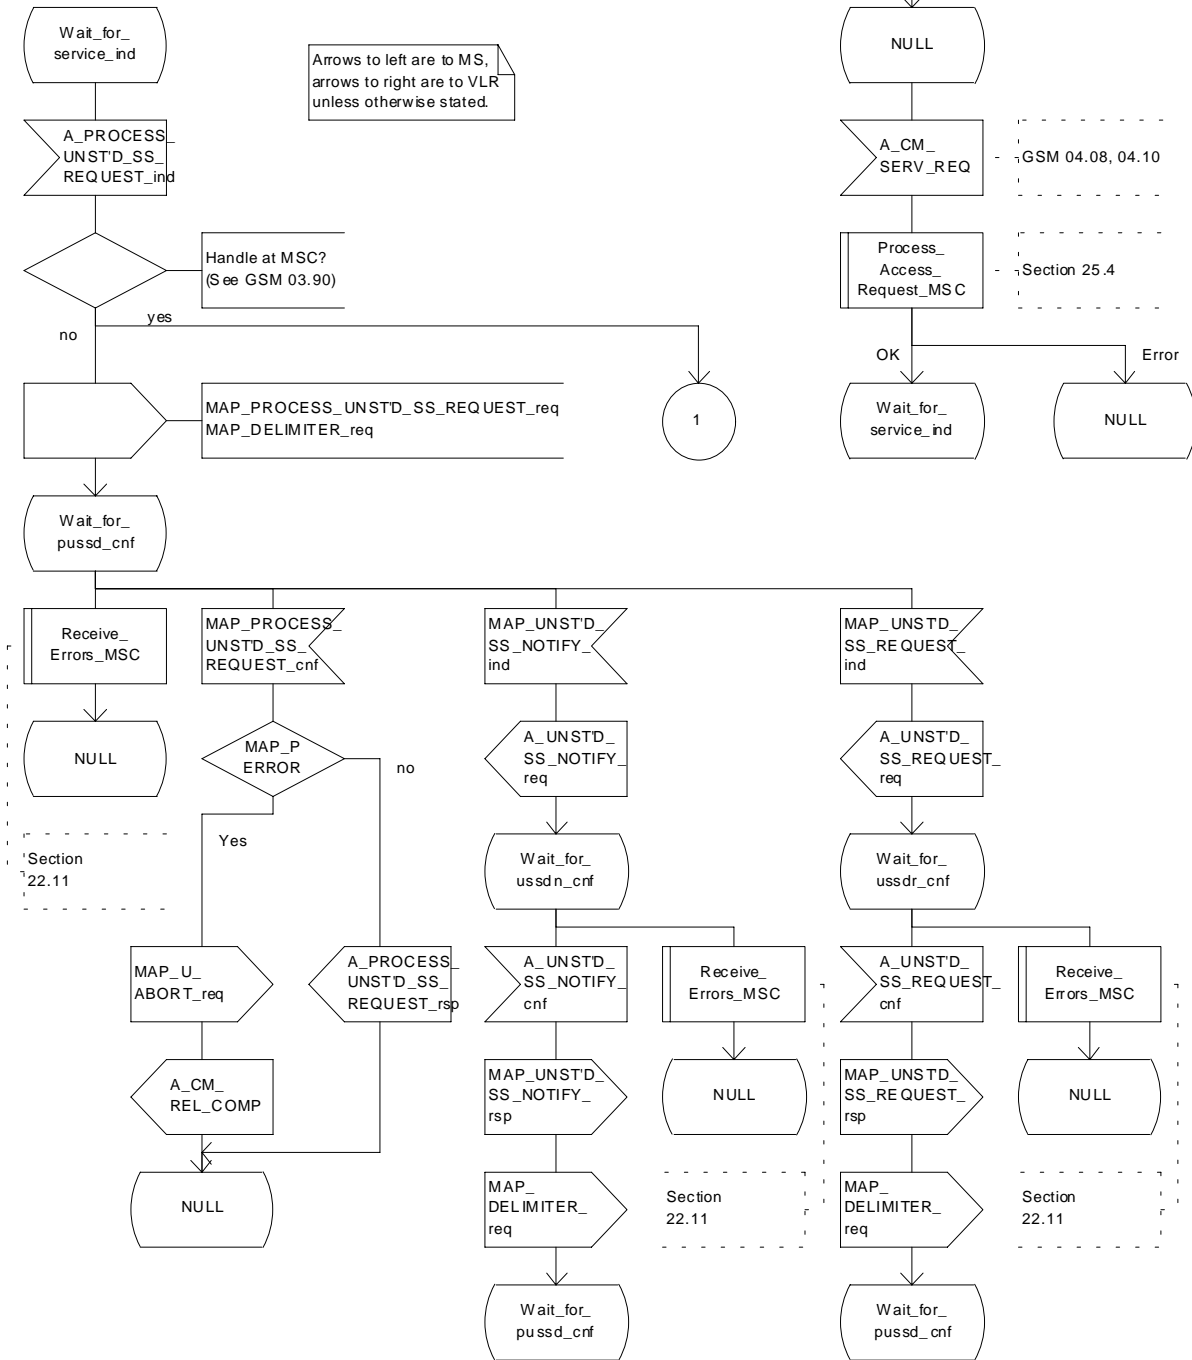 Wait_for_
service_ind
Arrows to left are to MS,
arrows to right are to VLR
unless otherwise stated.
NULL
A_PROCESS_
UNST'D_SS_
REQUEST_ind
A_CM_
SERV_REQ
GSM 04.08, 04.10
Handle at MSC?
(See GSM 03.90)
Process_
Access_
Request_MSC
Section 25.4
no
yes
OK
Error
MAP_PROCESS_UNST'D_SS_REQUEST_req
MAP_DELIMITER_req
1
Wait_for_
service_ind
NULL
Wait_for_
pussd_cnf
Receive_
Errors_MSC
MAP_PROCESS_
UNST'D_SS_
REQUEST_cnf
MAP_UNST'D_
SS_NOTIFY_
ind
MAP_UNST'D_
SS_REQUEST_
ind
NULL
MAP_P
ERROR
no
A_UNST'D_
SS_NOTIFY_
req
A_UNST'D_
SS_REQUEST_
req
Yes
Section
22.11
Wait_for_
ussdn_cnf
Wait_for_
ussdr_cnf
MAP_U_
ABORT_req
A_PROCESS_
UNST'D_SS_
REQUEST_rsp
A_UNST'D_
SS_NOTIFY_
cnf
Receive_
Errors_MSC
A_UNST'D_
SS_REQUEST_
cnf
Receive_
Errors_MSC
A_CM_
REL_COMP
MAP_UNST'D_
SS_NOTIFY_
rsp
NULL
MAP_UNST'D_
SS_REQUEST_
rsp
NULL
NULL
MAP_
DELIMITER_
req
Section
22.11
MAP_
DELIMITER_
req
Section
22.11
Wait_for_
pussd_cnf
Wait_for_
pussd_cnf